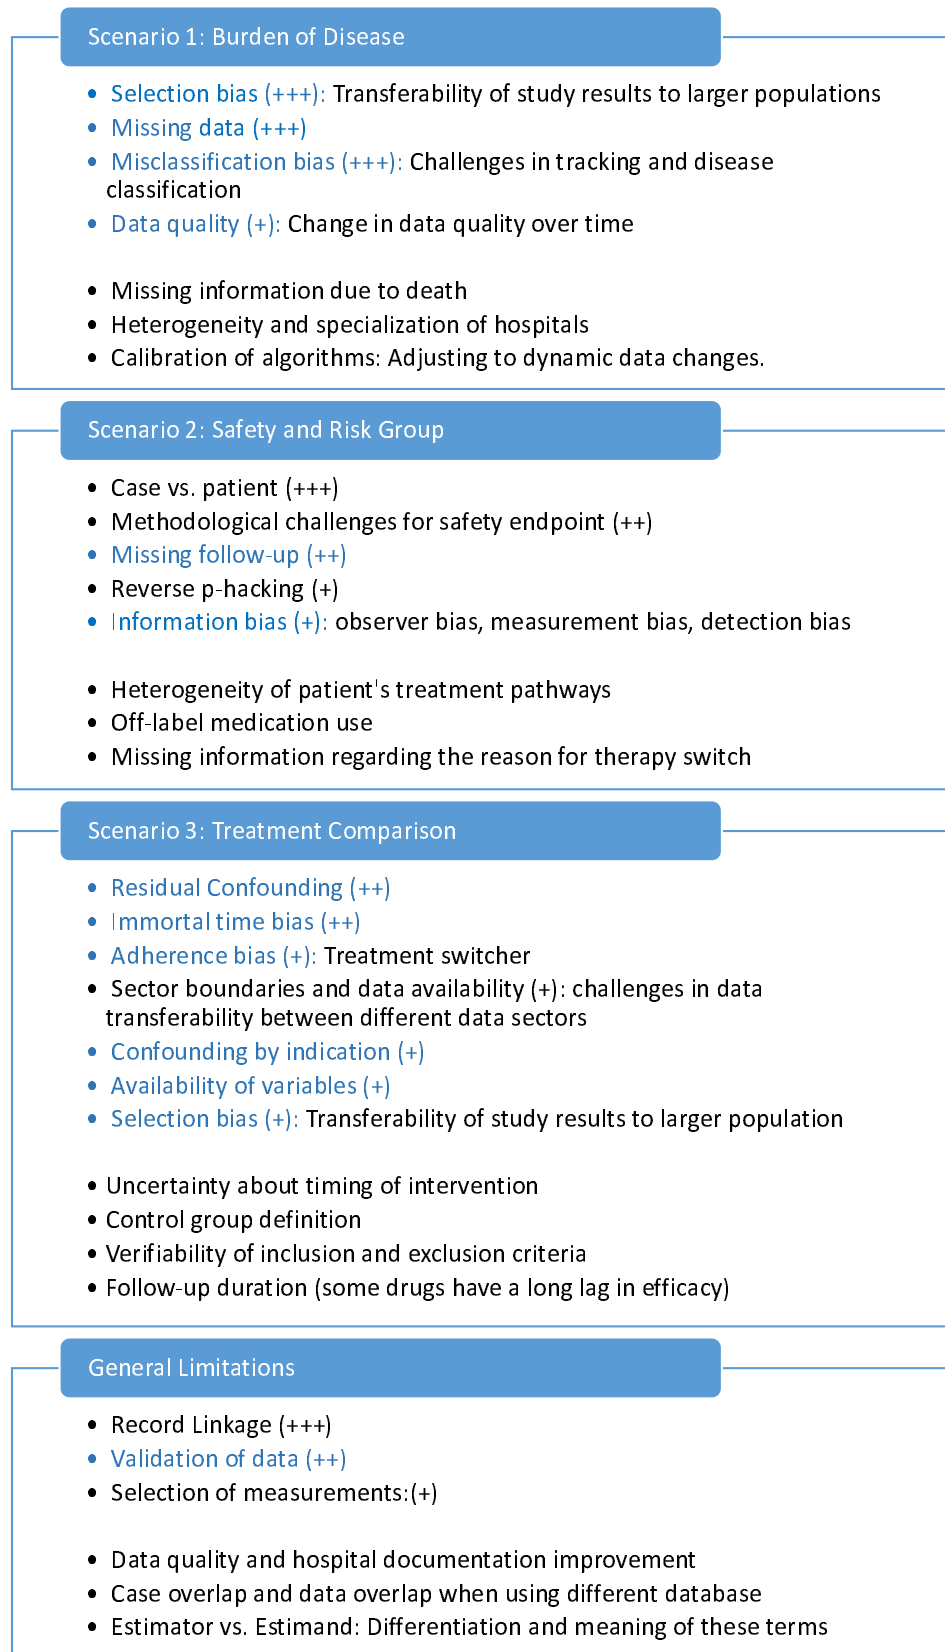 Scenario 1: Burden of Disease
• Selection bias (+++): Transferability of study results to larger populations
• Missing data (+++)
• Misclassification bias (+++): Challenges in tracking and disease
classification
• Data quality (+): Change in data quality over time
• Missing information due to death
• Heterogeneity and specialization of hospitals
• Calibration of algorithms: Adjusting to dynamic data changes.
Scenario 2: Safety and Risk Group
• Case vs. patient (+++)
• Methodological challenges for safety endpoint (++)
• Missing follow-up (++)
• Reverse p-hacking (+)
• Information bias (+): observer bias, measurement bias, detection bias
• Heterogeneity of patient's treatment pathways
• Off-label medication use
• Missing information regarding the reason for therapy switch
Scenario 3: Treatment Comparison
• Residual Confounding (++)
• Immortal time bias (++)
• Adherence bias (+): Treatment switcher
• Sector boundaries and data availability (+): challenges in data
transferability between different data sectors
• Confounding by indication (+)
• Availability of variables (+)
• Selection bias (+): Transferability of study results to larger population
• Uncertainty about timing of intervention
• Control group definition
• Verifiability of inclusion and exclusion criteria
• Follow-up duration (some drugs have a long lag in efficacy)
General Limitations
• Record Linkage (+++)
• Validation of data (++)
• Selection of measurements:(+)
• Data quality and hospital documentation improvement
• Case overlap and data overlap when using different database
• Estimator vs. Estimand: Differentiation and meaning of these terms